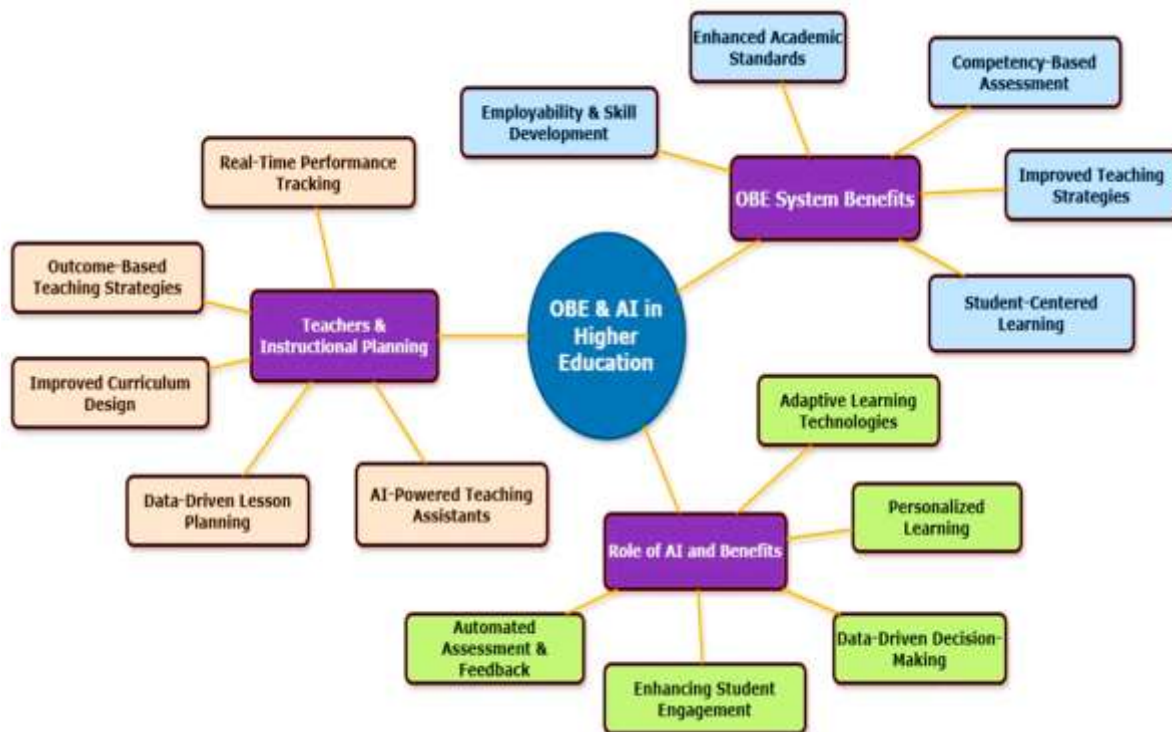 Enhanced Academic
Standards
Competency-Based
Assessment
Employability & Skill
Development
Real-Time Performance
Tracking
OBE System Benefits
Improved Teaching
Strategies
Outcome-Based
Teaching Strategies
Student-Centered
Learning
OBE & AI in
Higher
Education
Teachers &
Instructional Planning
Improved Curriculum
Design
Adaptive Learning
Technologies
Data-Driven Lesson
Planning
AI-Powered Teaching
Assistants
Personalized
Learning
Role of AI and Benefits
Automated
Assessment &
Feedback
Data-Driven Decision-
Making
Enhancing Student
Engagement